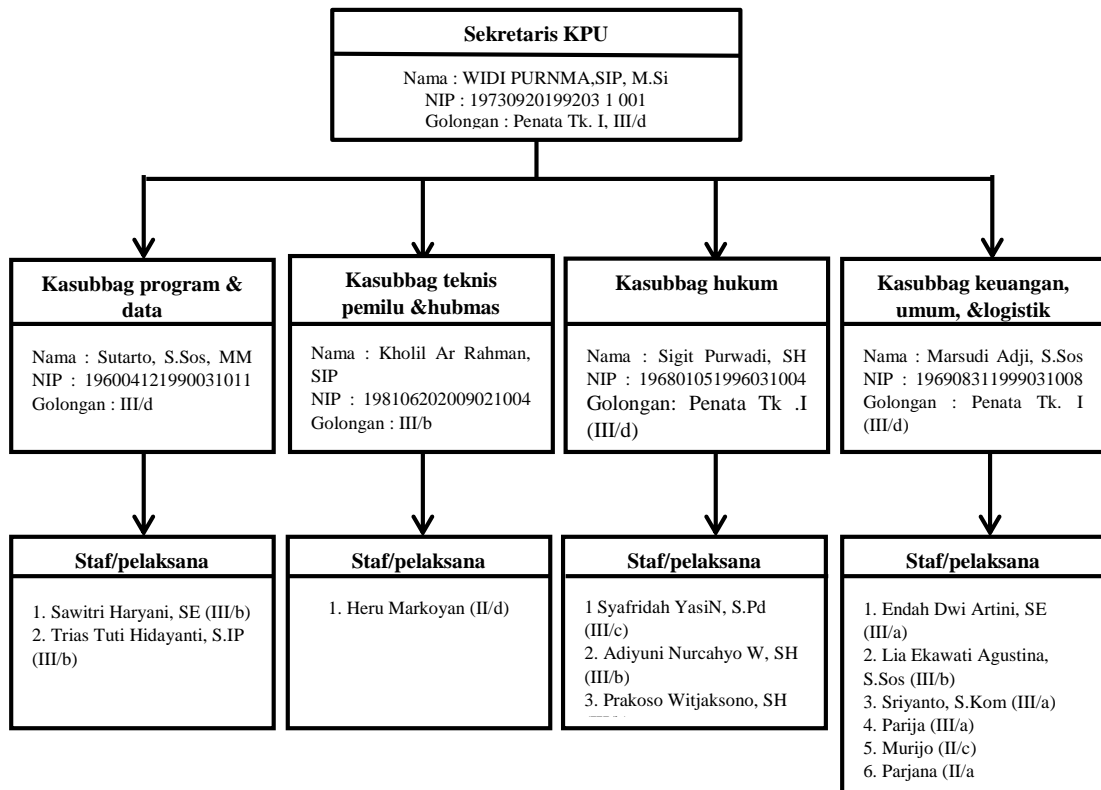 Sekretaris KPU
Nama : WIDI PURNMA,SIP, M.Si
NIP : 19730920199203 1 001
Golongan : Penata Tk. I, III/d
Kasubbag program &
data
Nama : Sutarto, S.Sos, MM
NIP : 196004121990031011
Golongan : III/d
Kasubbag teknis
pemilu &hubmas
Nama : Kholil Ar Rahman,
SIP
NIP : 198106202009021004
Golongan : III/b
Kasubbag hukum
Nama : Sigit Purwadi, SH
NIP : 196801051996031004
Golongan: Penata Tk .I
(III/d)
Kasubbag keuangan,
umum, &logistik
Nama : Marsudi Adji, S.Sos
NIP : 196908311999031008
Golongan : Penata Tk. I
(III/d)
Staf/pelaksana
1. Sawitri Haryani, SE (III/b)
2. Trias Tuti Hidayanti, S.IP
(III/b)
Staf/pelaksana
1. Heru Markoyan (II/d)
Staf/pelaksana
1 Syafridah YasiN, S.Pd
(III/c)
2. Adiyuni Nurcahyo W, SH
(III/b)
3. Prakoso Witjaksono, SH
Staf/pelaksana
1. Endah Dwi Artini, SE
(III/a)
2. Lia Ekawati Agustina,
S.Sos (III/b)
3. Sriyanto, S.Kom (III/a)
4. Parija (III/a)
5. Murijo (II/c)
6. Parjana (II/a